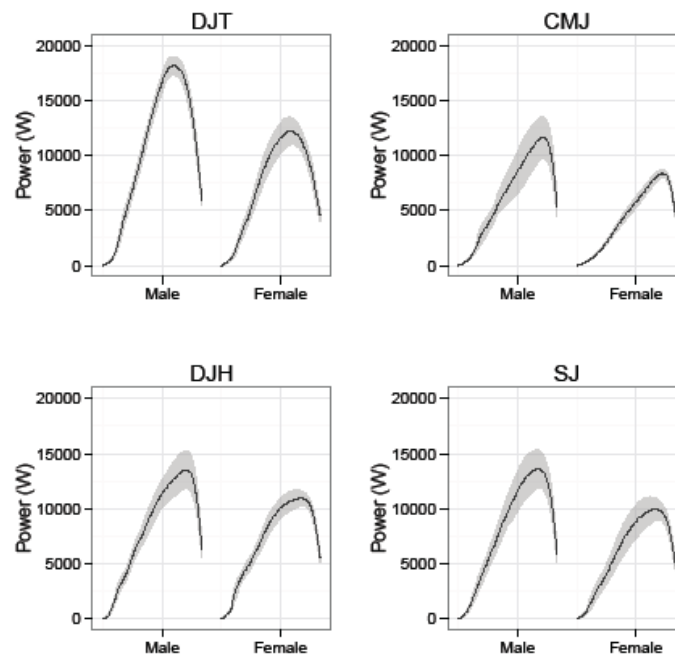 DJT
20000
15000
10000
5000
0
Power (W)
Male Female
CMJ
20000
15000
10000
5000
0
Power (W)
Male Female
DJH
20000
15000
10000
5000
0
Power (W)
Male Female
SJ
20000
15000
10000
5000
0
Power (W)
Male Female